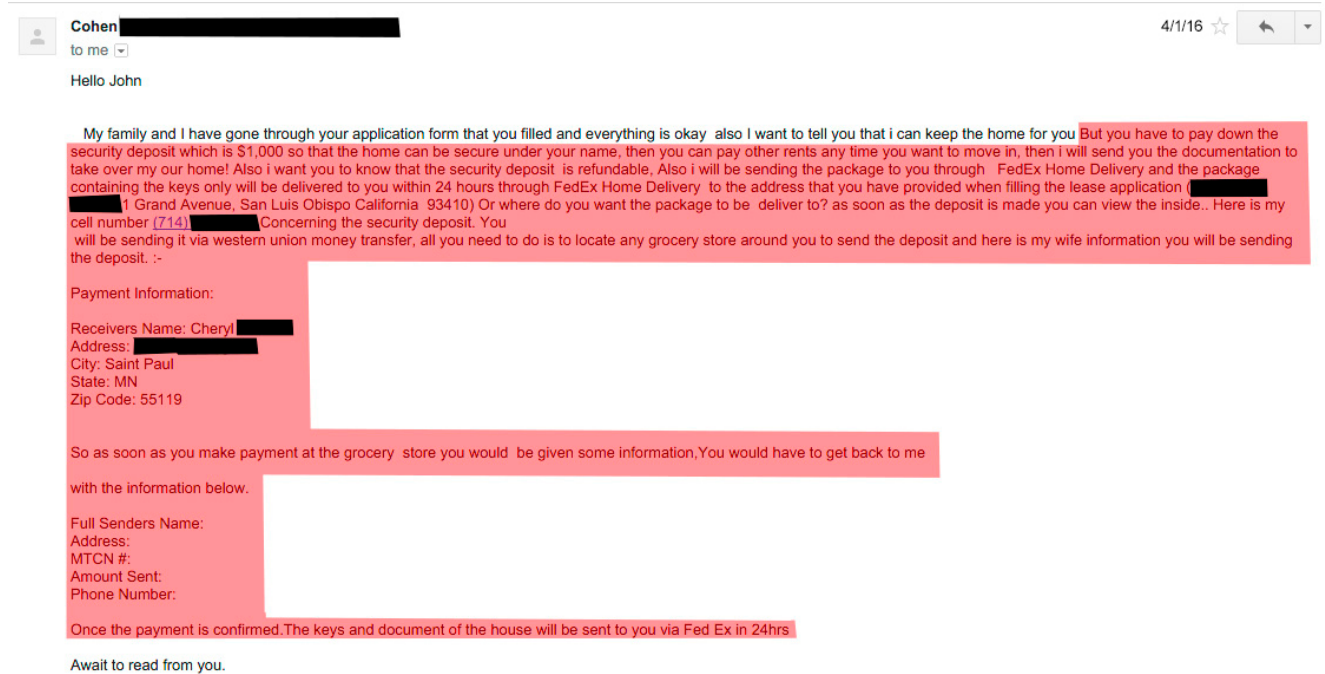 Cohen
4/1/16
to me
Hello John
My family and I have gone through your application form that you filled and everything is okay also I want to tell you that i can keep the home for you But you have to pay down the
security deposit which is $1,000 so that the home can be secure under your name, then you can pay other rents any time you want to move in, then i will send you the documentation to
take over my our home! Also i want you to know that the security deposit is refundable, Also i will be sending the package to you through FedEx Home Delivery and the package
containing the keys only will be delivered to you within 24 hours through FedEx Home Delivery to the address that you have provided when filling the lease application (
1 Grand Avenue, San Luis Obispo California 93410) Or where do you want the package to be deliver to? as soon as the deposit is made you can view the inside.. Here is my
cell number (714) Concerning the security deposit. You
will be sending it via western union money transfer, all you need to do is to locate any grocery store around you to send the deposit and here is my wife information you will be sending
the deposit. :-
Payment Information:
Receivers Name: Cheryl
Address:
City: Saint Paul
State: MN
Zip Code: 55119
So as soon as you make payment at the grocery store you would be given some information,You would have to get back to me
with the information below.
Full Senders Name:
Address:
MTCN #:
Amount Sent:
Phone Number:
Once the payment is confirmed.The keys and document of the house will be sent to you via Fed Ex in 24hrs
Await to read from you.